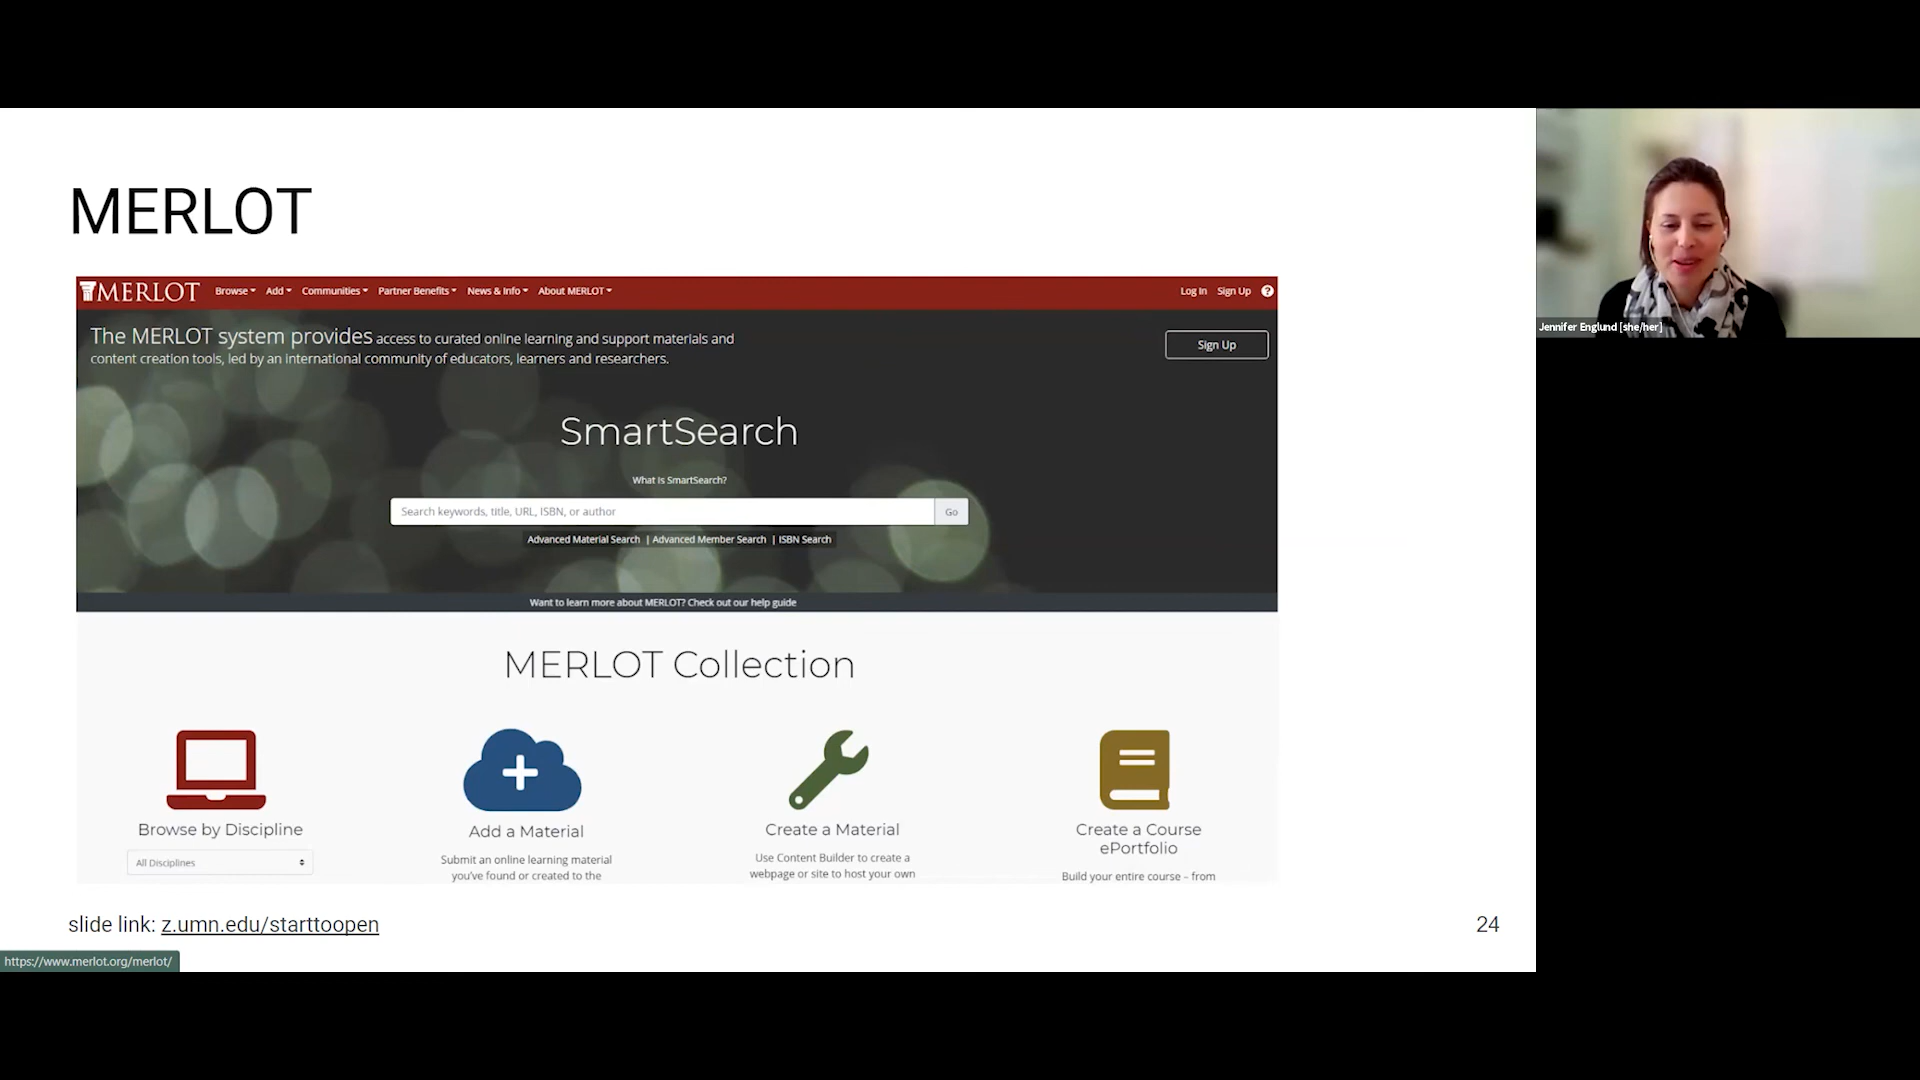 MERLOT
MERLOT Browse Add Communities Partner Benefits News & Info About MERLOT Log In Sign Up ?
The MERLOT system provides access to curated online learning and support materials and
content creation tools, led by an international community of educators, learners and researchers.
Sign Up
SmartSearch
What is SmartSearch?
Search keywords, title, URL, ISBN, or author Go
Advanced Material Search | Advanced Member Search | ISBN Search
Want to learn more about MERLOT? Check out our help guide
MERLOT Collection
Browse by Discipline
All Disciplines
Add a Material
Submit an online learning material
you've found or created to the
Create a Material
Use Content Builder to create a
webpage or site to host your own
Create a Course
ePortfolio
Build your entire course – from
slide link: z.umn.edu/starttoopen
24
https://www.merlot.org/merlot/
Jennifer Englund [she/her]